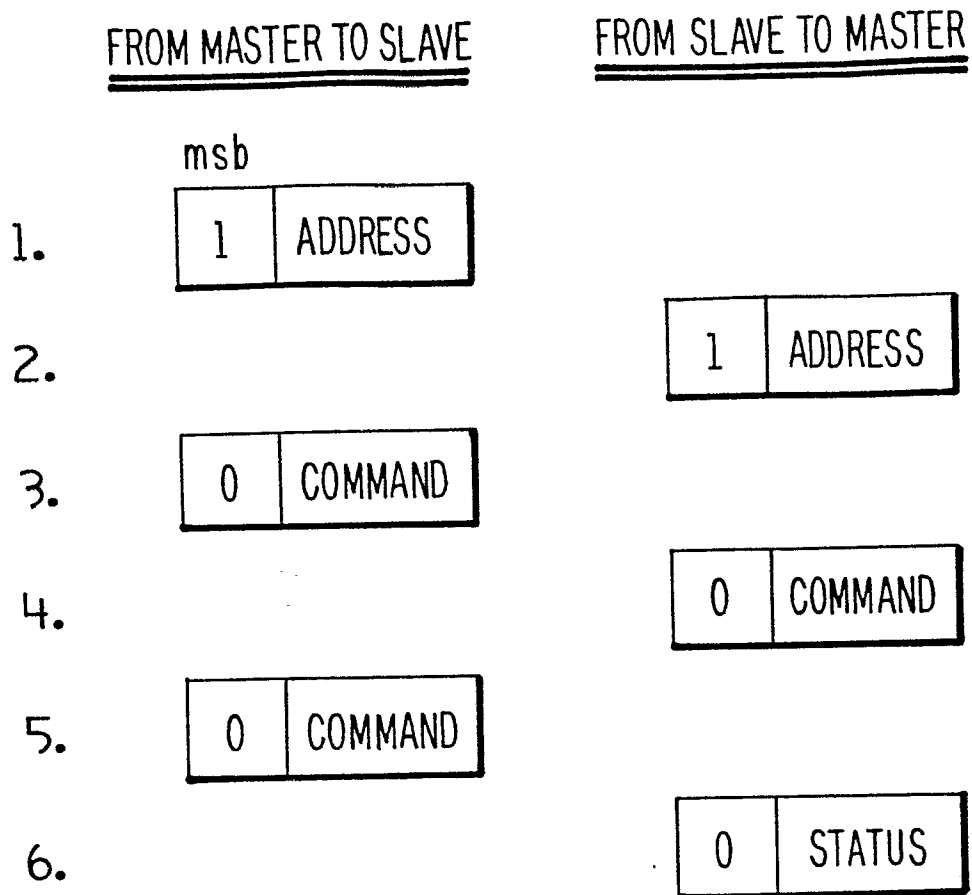 FROM MASTER TO SLAVE FROM SLAVE TO MASTER
msb
1. 1 ADDRESS
2. 1 ADDRESS
3. 0 COMMAND
4. 0 COMMAND
5. 0 COMMAND
6. 0 STATUS